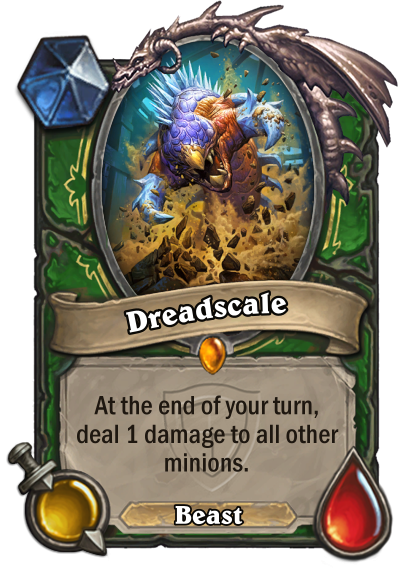 Dreadscale
At the end of your turn,
deal 1 damage to all other
minions.
Beast